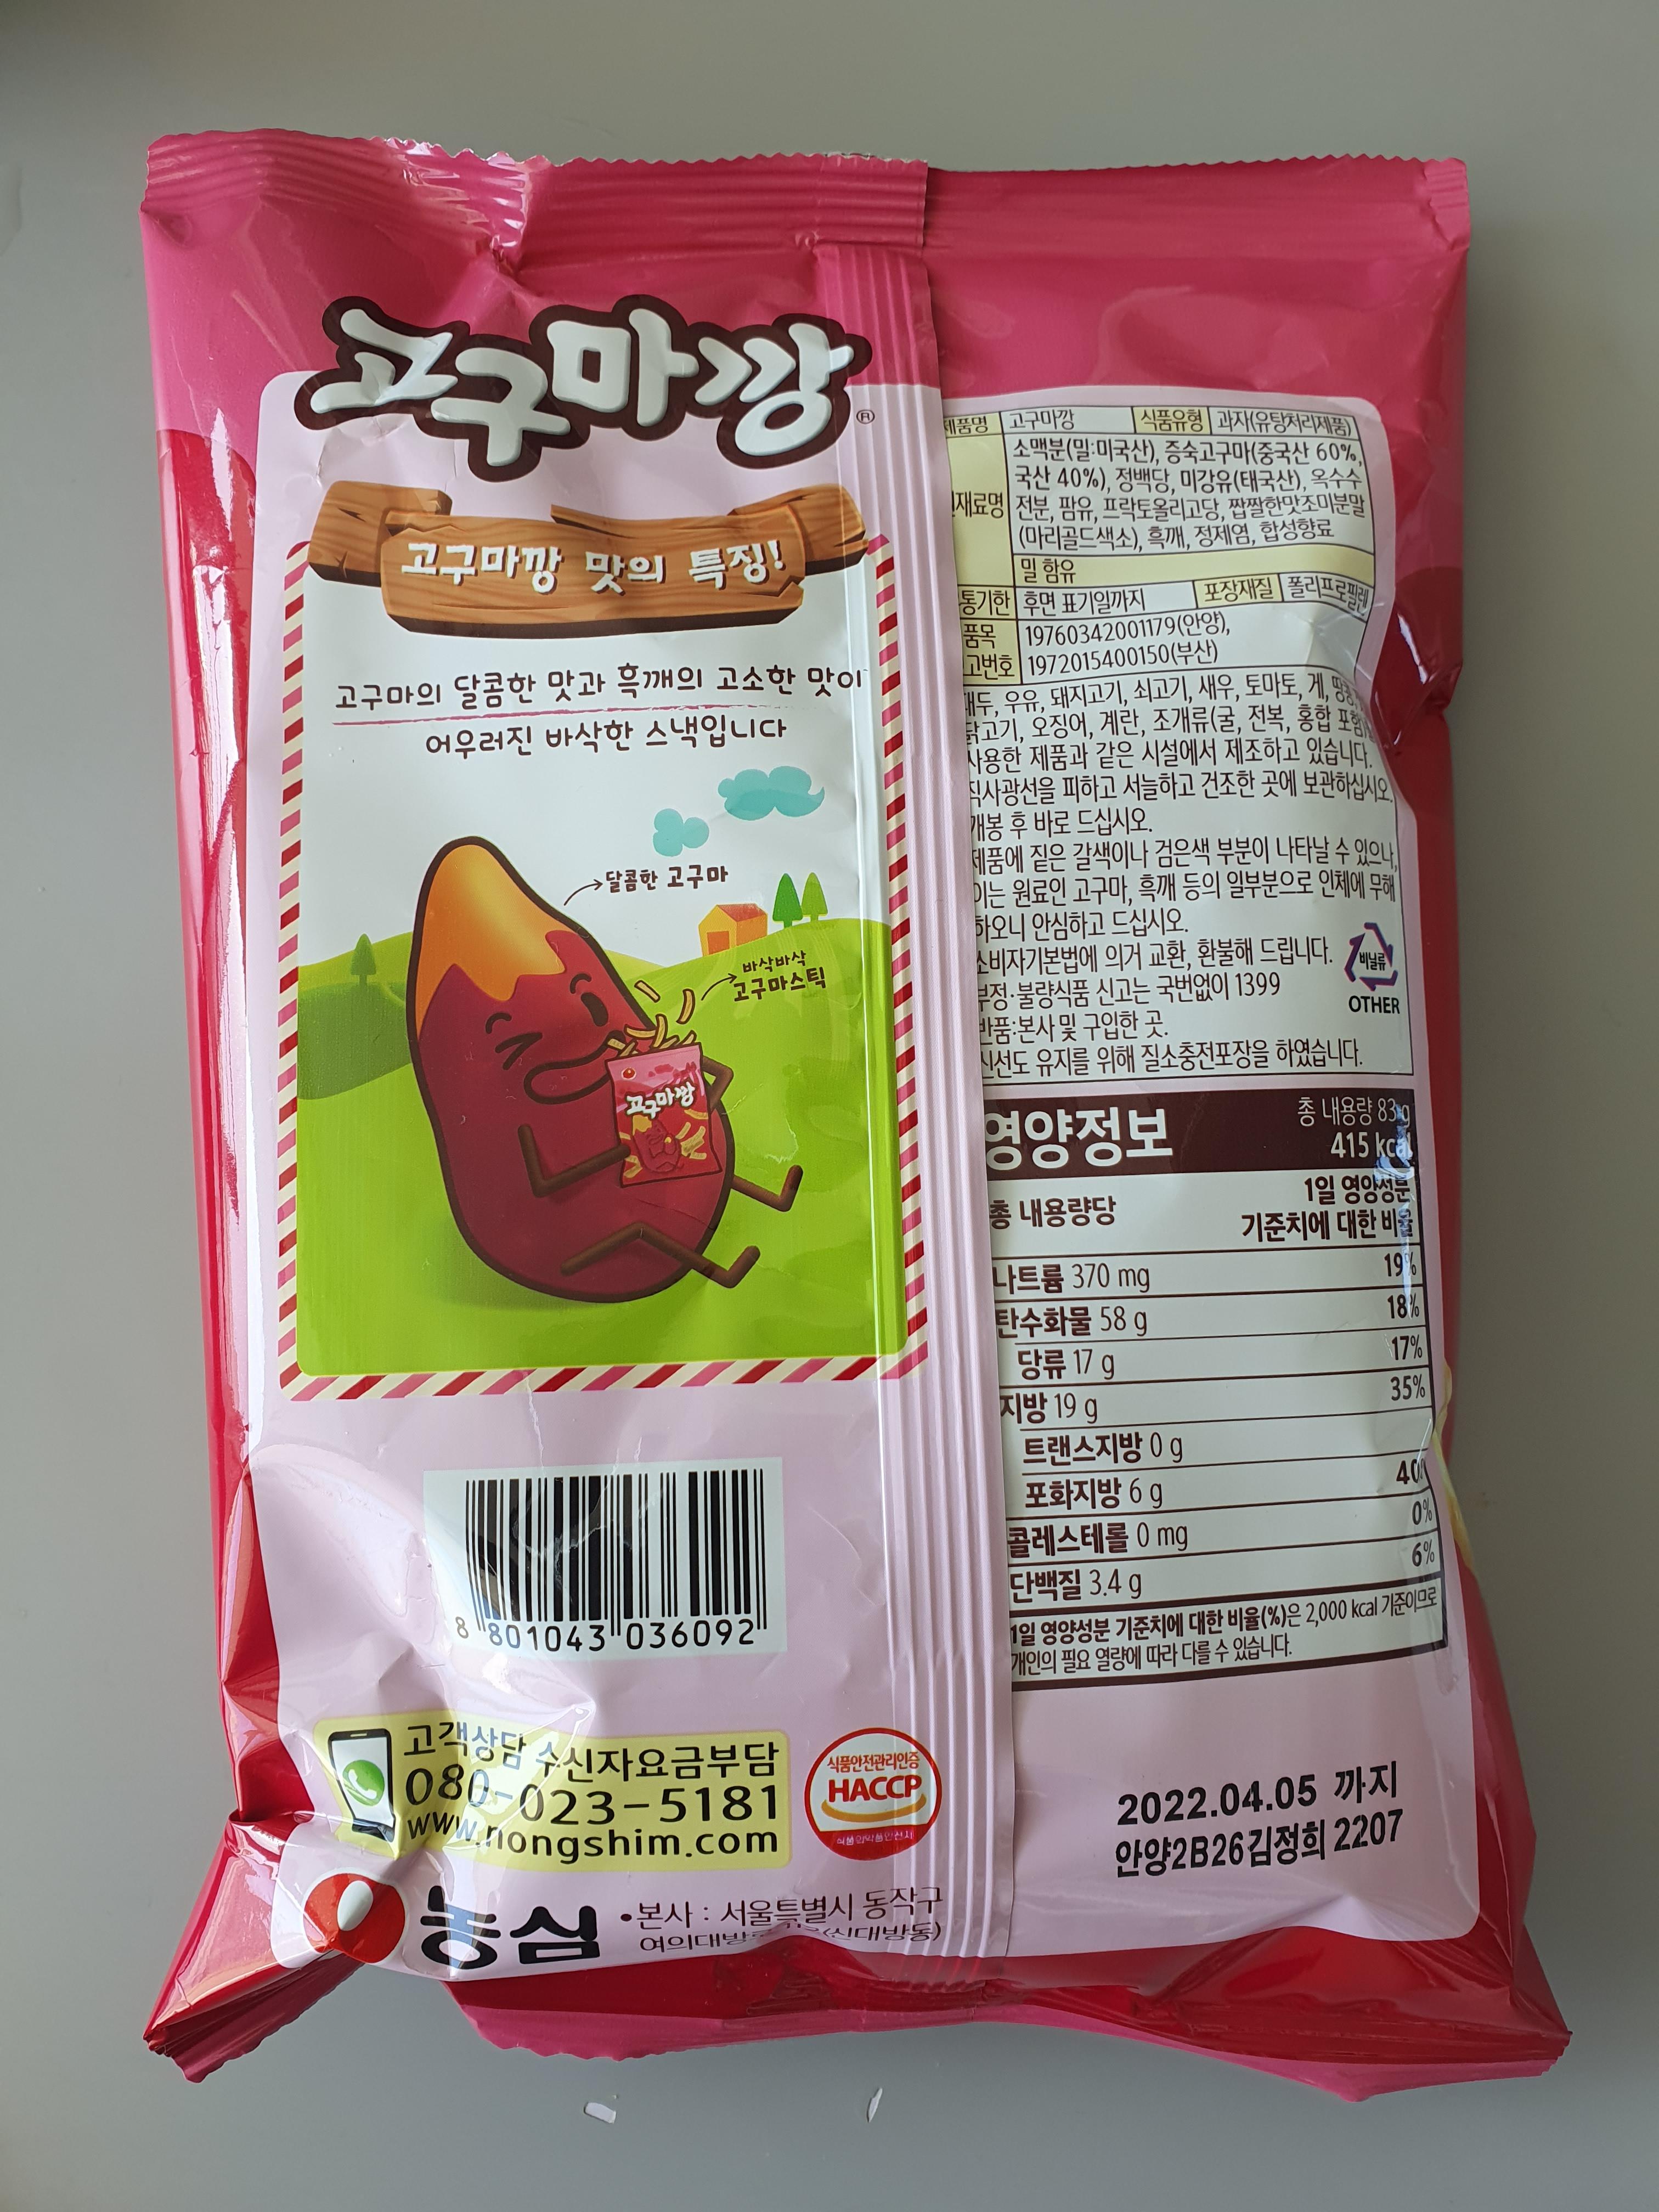 고구마깡®
고구마깡 맛의 특징!
고구마의 달콤한 맛과 흑깨의 고소한 맛이
어우러진 바삭한 스낵입니다
달콤한 고구마
바삭바삭
고구마스틱
고구마깡
8 801043 036092
고객상담 수신자요금부담
080-023-5181
www.nongshim.com
식품안전관리인증
HACCP
식품의약품안전처
농심
•본사 : 서울특별시 동작구
(신대방동)
제품명 고구마깡 식품유형 과자(유탕처리제품)
소맥분(밀:미국산), 증숙고구마(중국산 60%,
국산 40%), 정백당, 미강유(태국산), 옥수수
재료명 전분, 팜유, 프락토올리고당, 짭짤한맛조미분말
(마리골드색소), 흑깨, 정제염, 합성향료
밀 함유
통기한 후면 표기일까지 포장재질 폴리프로필렌
품목 19760342001179(안양),
고번호 1972015400150(부산)
대두, 우유, 돼지고기, 쇠고기, 새우, 토마토, 게, 땅콩,
닭고기, 오징어, 계란, 조개류(굴, 전복, 홍합 포함)
사용한 제품과 같은 시설에서 제조하고 있습니다.
직사광선을 피하고 서늘하고 건조한 곳에 보관하십시오.
개봉 후 바로 드십시오.
제품에 짙은 갈색이나 검은색 부분이 나타날 수 있으나,
이는 원료인 고구마, 흑깨 등의 일부분으로 인체에 무해
하오니 안심하고 드십시오.
소비자기본법에 의거 교환, 환불해 드립니다.
부정·불량식품 신고는 국번없이 1399
반품:본사 및 구입한 곳.
신선도 유지를 위해 질소충전포장을 하였습니다.
비닐류
OTHER
영양정보
총 내용량 83 g
415 kcal
총 내용량당
1일 영양성분
기준치에 대한 비율
나트륨 370 mg 19%
탄수화물 58 g 18%
당류 17 g 17%
지방 19 g 35%
트랜스지방 0 g
포화지방 6 g 40%
콜레스테롤 0 mg 0%
단백질 3.4 g 6%
1일 영양성분 기준치에 대한 비율(%)은 2,000 kcal 기준이므로
개인의 필요 열량에 따라 다를 수 있습니다.
2022.04.05 까지
안양2B26김정희 2207